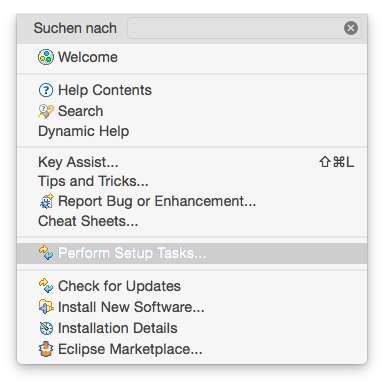 Suchen nach
Welcome
Help Contents
Search
Dynamic Help
Key Assist... ⇧⌘L
Tips and Tricks...
Report Bug or Enhancement...
Cheat Sheets...
Perform Setup Tasks...
Check for Updates
Install New Software...
Installation Details
Eclipse Marketplace...